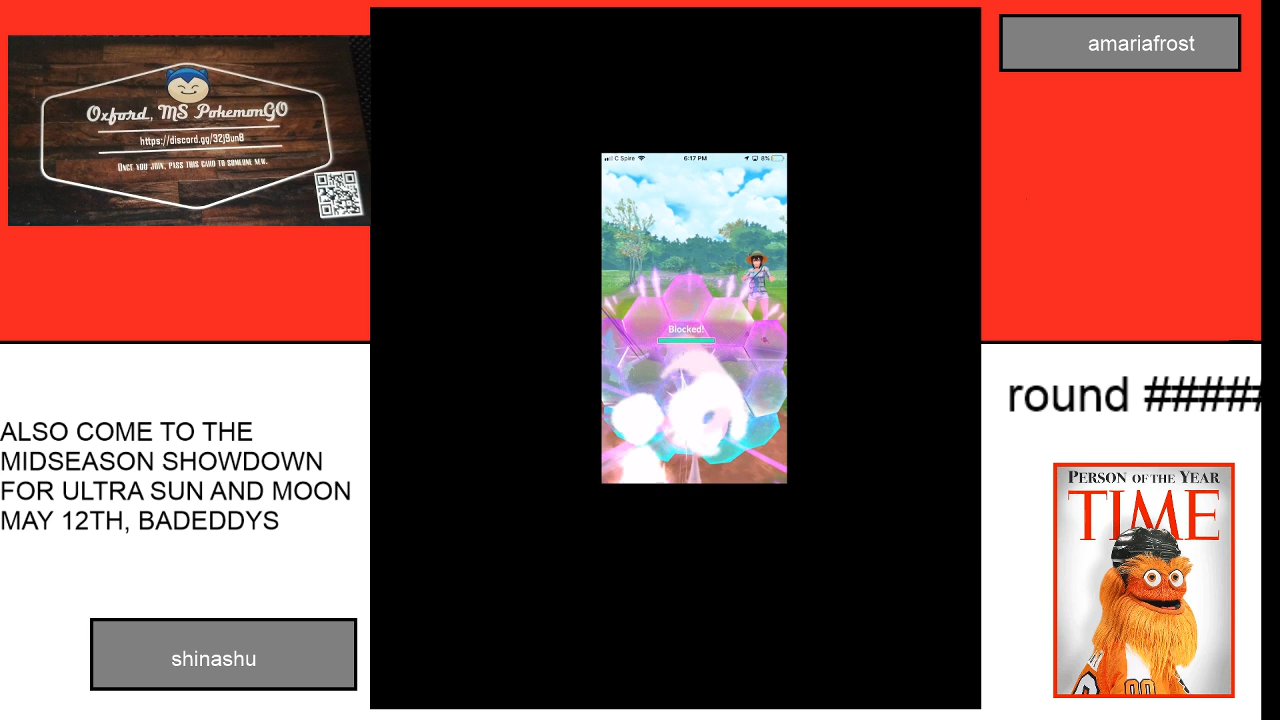 Oxford, MS PokemonGO
https://discord.gg/32j9un8
ONCE YOU JOIN, PASS THIS CARD TO SOMEONE NEW.
C Spire
6:17 PM
8%
Blocked!
amariafrost
ALSO COME TO THE
MIDSEASON SHOWDOWN
FOR ULTRA SUN AND MOON
MAY 12TH, BADEDDYS
shinashu
round #####
PERSON OF THE YEAR
TIME